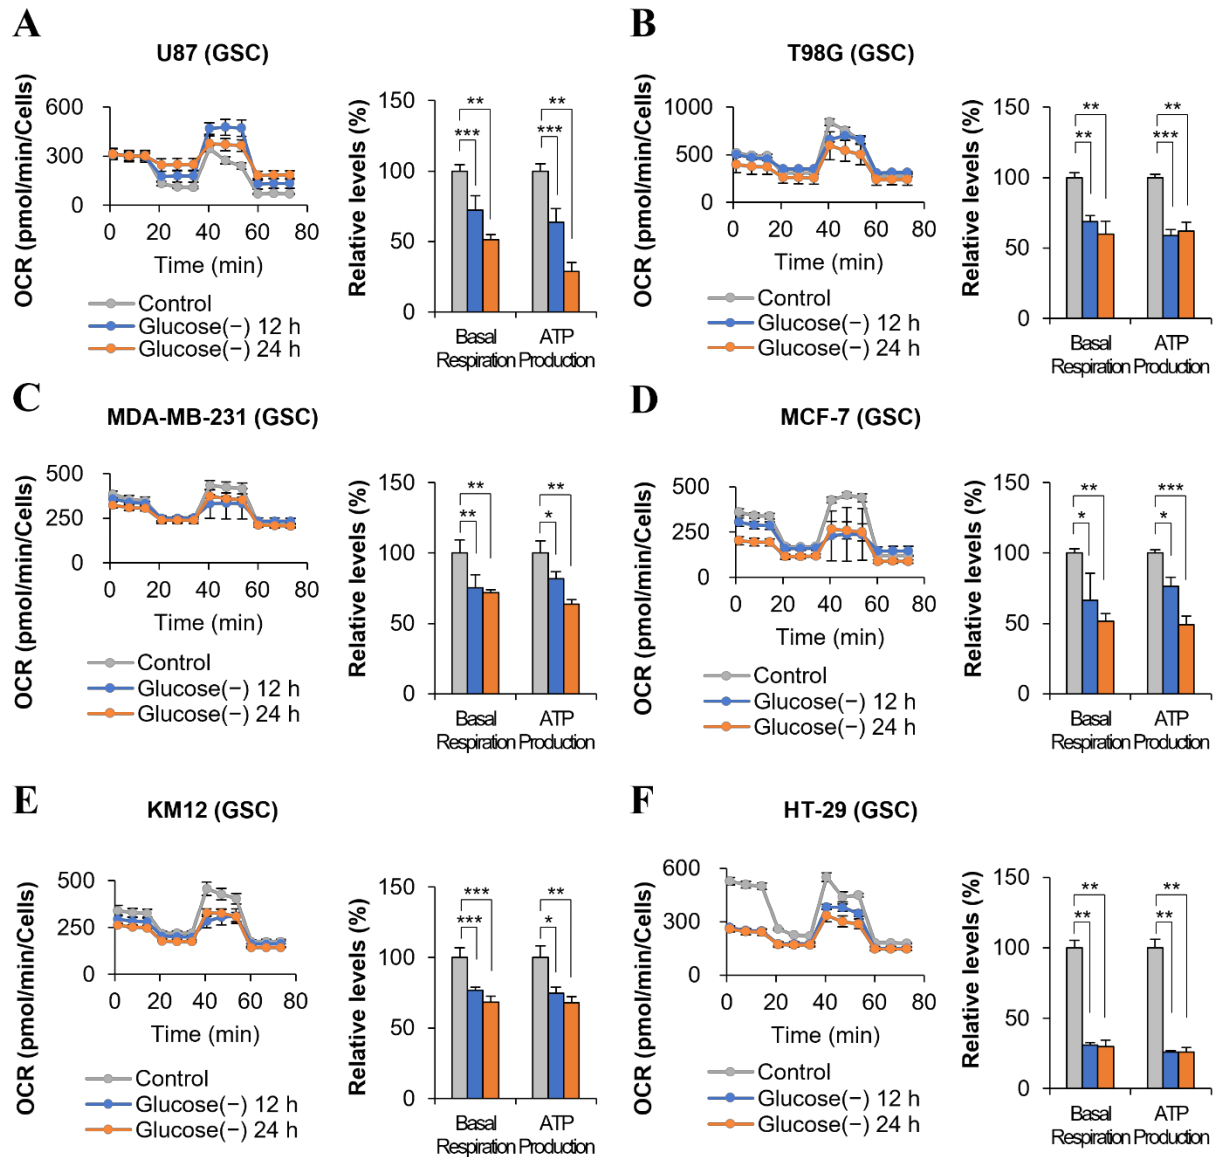 A
U87 (GSC)
OCR (pmol/min/Cells)
600
300
0
0 20 40 60 80
Time (min)
Control
Glucose(−) 12 h
Glucose(−) 24 h
Relative levels (%)
150
100
50
0
** **
*** ***
Basal Respiration
ATP Production
B
T98G (GSC)
OCR (pmol/min/Cells)
1000
500
0
0 20 40 60 80
Time (min)
Control
Glucose(−) 12 h
Glucose(−) 24 h
Relative levels (%)
150
100
50
0
** **
** ***
Basal Respiration
ATP Production
C
MDA-MB-231 (GSC)
OCR (pmol/min/Cells)
500
250
0
0 20 40 60 80
Time (min)
Control
Glucose(−) 12 h
Glucose(−) 24 h
Relative levels (%)
150
100
50
0
** **
** *
Basal Respiration
ATP Production
D
MCF-7 (GSC)
OCR (pmol/min/Cells)
500
250
0
0 20 40 60 80
Time (min)
Control
Glucose(−) 12 h
Glucose(−) 24 h
Relative levels (%)
150
100
50
0
** ***
* *
Basal Respiration
ATP Production
E
KM12 (GSC)
OCR (pmol/min/Cells)
500
250
0
0 20 40 60 80
Time (min)
Control
Glucose(−) 12 h
Glucose(−) 24 h
Relative levels (%)
150
100
50
0
*** **
*** *
Basal Respiration
ATP Production
F
HT-29 (GSC)
OCR (pmol/min/Cells)
600
300
0
0 20 40 60 80
Time (min)
Control
Glucose(−) 12 h
Glucose(−) 24 h
Relative levels (%)
150
100
50
0
** **
** **
Basal Respiration
ATP Production